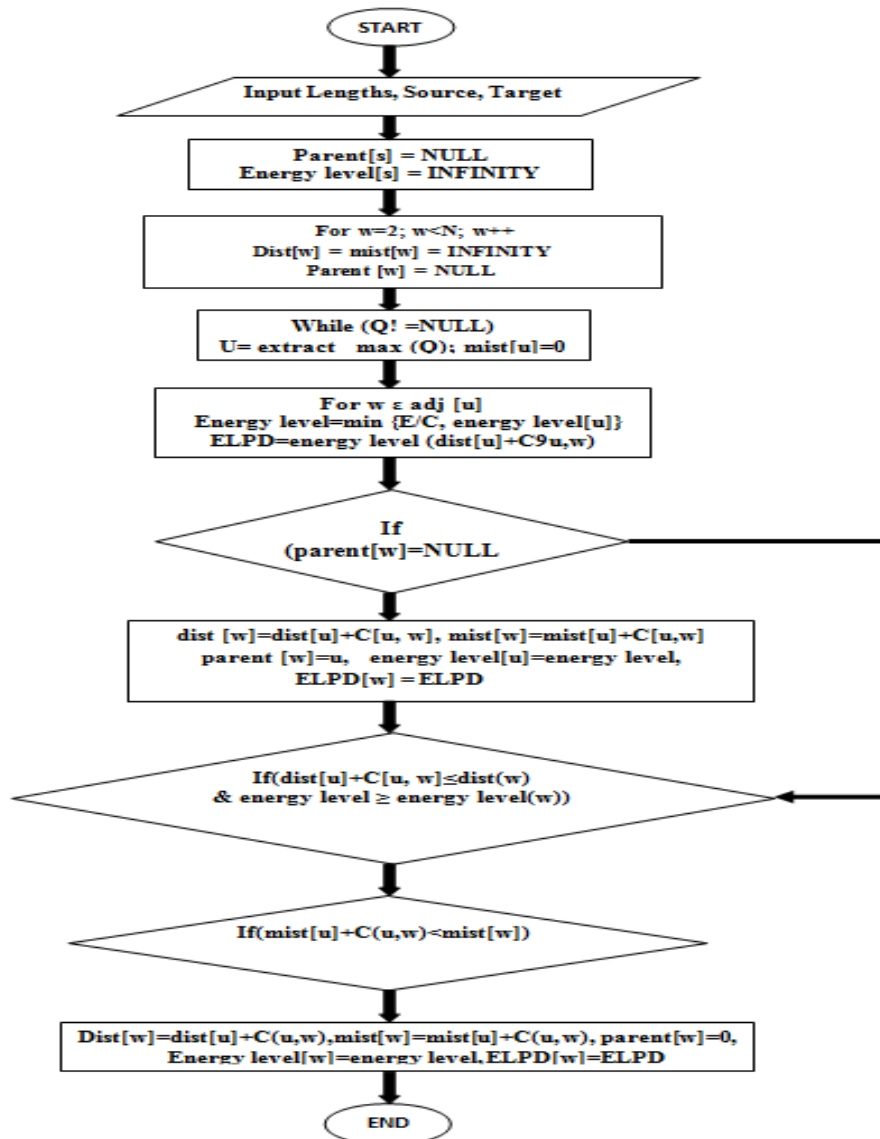 START
Input Lengths, Source, Target
Parent[s] = NULL
Energy level[s] = INFINITY
For w=2; w<N; w++
Dist[w] = mist[w] = INFINITY
Parent [w] = NULL
While (Q! =NULL)
U= extract max (Q); mist[u]=0
For w ε adj [u]
Energy level=min {E/C, energy level[u]}
ELPD=energy level (dist[u]+C9u,w)
If
(parent[w]=NULL
dist [w]=dist[u]+C[u, w], mist[w]=mist[u]+C[u,w]
parent [w]=u, energy level[u]=energy level,
ELPD[w] = ELPD
If(dist[u]+C[u, w]≤dist(w)
& energy level ≥ energy level(w))
If(mist[u]+C(u,w)<mist[w])
Dist[w]=dist[u]+C(u,w),mist[w]=mist[u]+C(u,w), parent[w]=0,
Energy level[w]=energy level,ELPD[w]=ELPD
END